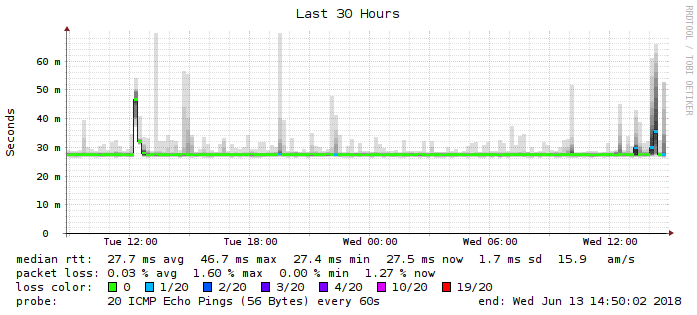 Last 30 Hours
RRDTOOL / TOBI OETIKER
Seconds
60 m
50 m
40 m
30 m
20 m
10 m
0
Tue 12:00 Tue 18:00 Wed 00:00 Wed 06:00 Wed 12:00
median rtt: 27.7 ms avg 46.7 ms max 27.4 ms min 27.5 ms now 1.7 ms sd 15.9 am/s
packet loss: 0.03 % avg 1.60 % max 0.00 % min 1.27 % now
loss color: 0 1/20 2/20 3/20 4/20 10/20 19/20
probe: 20 ICMP Echo Pings (56 Bytes) every 60s end: Wed Jun 13 14:50:02 2018